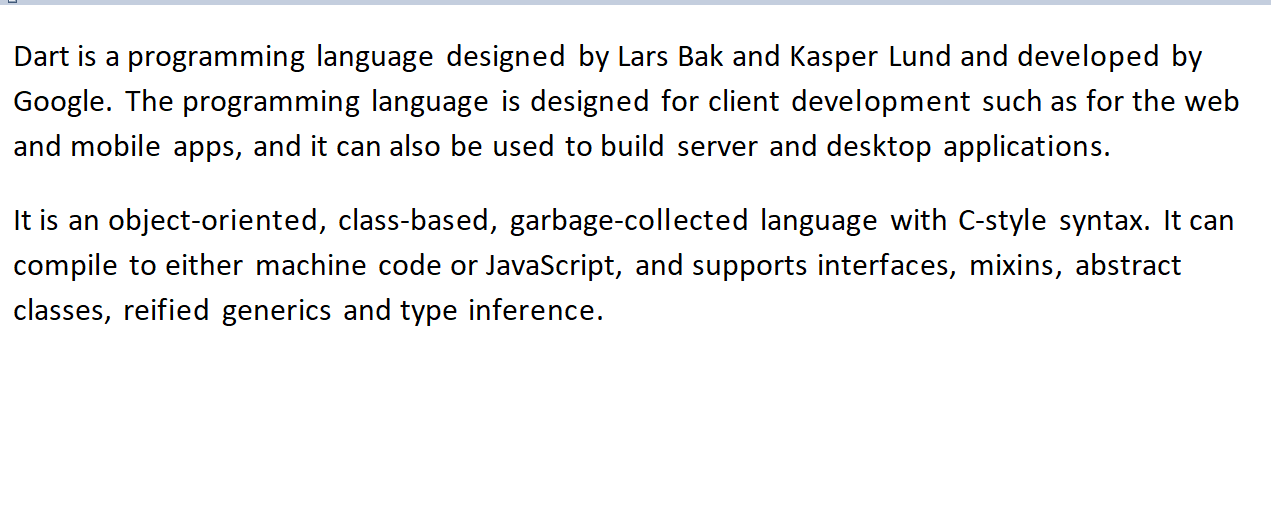 Dart is a programming language designed by Lars Bak and Kasper Lund and developed by
Google. The programming language is designed for client development such as for the web
and mobile apps, and it can also be used to build server and desktop applications.
It is an object-oriented, class-based, garbage-collected language with C-style syntax. It can
compile to either machine code or JavaScript, and supports interfaces, mixins, abstract
classes, reified generics and type inference.